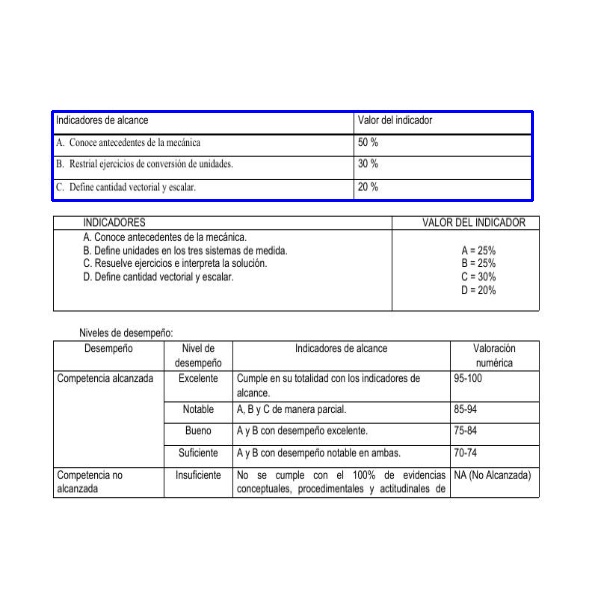 Indicadores de alcance Valor del indicador
A. Conoce antecedentes de la mecánica 50 %
B. Restrial ejercicios de conversión de unidades. 30 %
C. Define cantidad vectorial y escalar. 20 %
INDICADORES VALOR DEL INDICADOR
A. Conoce antecedentes de la mecánica.
B. Define unidades en los tres sistemas de medida. A = 25%
C. Resuelve ejercicios e interpreta la solución. B = 25%
D. Define cantidad vectorial y escalar. C = 30%
D = 20%
Niveles de desempeño:
Desempeño Nivel de desempeño Indicadores de alcance Valoración numérica
Competencia alcanzada Excelente Cumple en su totalidad con los indicadores de 95-100
alcance.
Notable A, B y C de manera parcial. 85-94
Bueno A y B con desempeño excelente. 75-84
Suficiente A y B con desempeño notable en ambas. 70-74
Competencia no Insuficiente No se cumple con el 100% de evidencias NA (No Alcanzada)
alcanzada conceptuales, procedimentales y actitudinales de